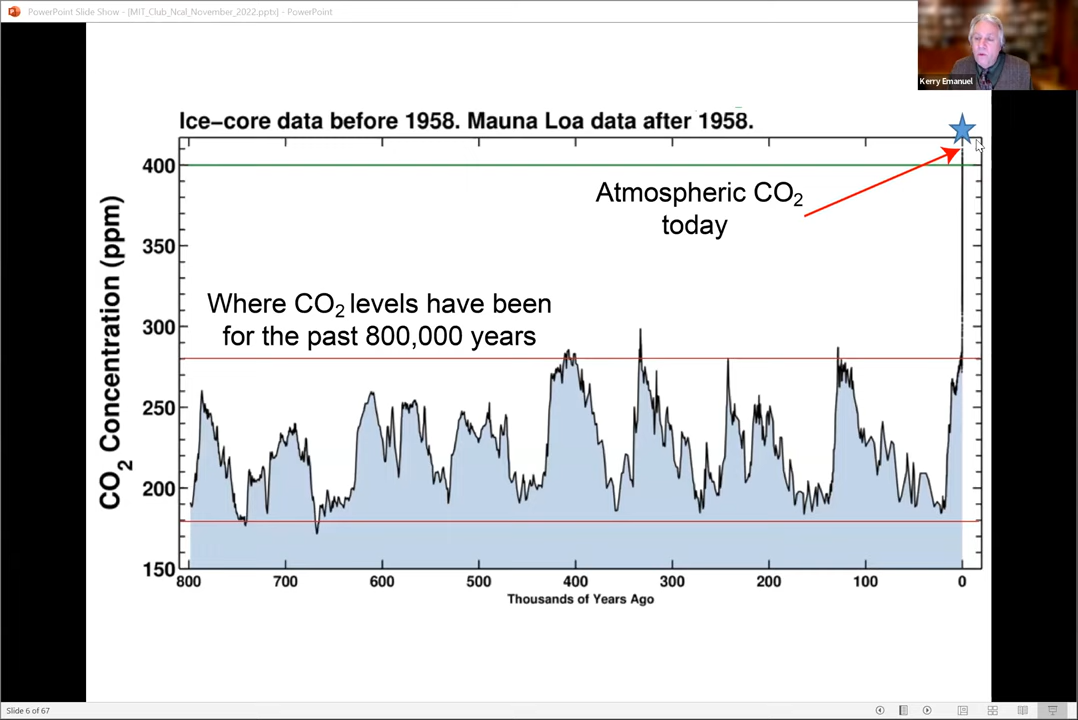 PowerPoint Slide Show - [MIT_Club_Ncal_November_2022.pptx] - PowerPoint
Kerry Emanuel
Ice-core data before 1958. Mauna Loa data after 1958.
Atmospheric CO2
today
Where CO2 levels have been
for the past 800,000 years
CO2 Concentration (ppm)
400
350
300
250
200
150
800
700
600
500
400
300
200
100
0
Thousands of Years Ago
Slide 6 of 67